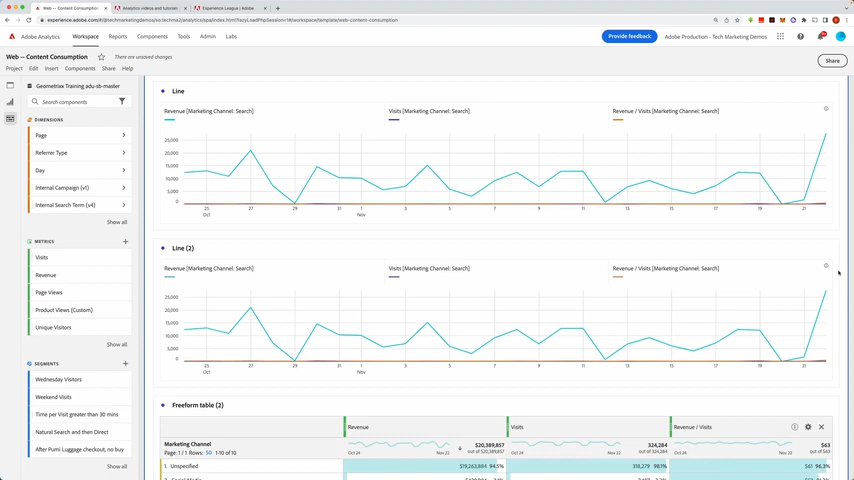 Web -- Content Consumption
Analytics videos and tutorials
Experience League | Adobe
experience.adobe.com/#/@techmarketingdemos/so:techma2/analytics/spa/index.html?
Adobe Analytics
Workspace
Reports
Components
Admin
Labs
Provide feedback
Adobe Production - Tech Marketing Demos
Web -- Content Consumption
There are unsaved changes
Share
Project
Edit
Insert
Components
Share
Help
Geometrixx Training adu-sb-master
Search components
DIMENSIONS
Page
Referrer Type
Day
Internal Campaign (v1)
Internal Search Term (v4)
Show all
METRICS
Visits
Revenue
Page Views
Product Views (Custom)
Unique Visitors
Show all
SEGMENTS
Wednesday Visitors
Weekend Visits
Time per Visit greater than 30 mins
Natural Search and then Direct
After Pumi Luggage checkout, no buy
Show all
Line
Revenue [Marketing Channel: Search]
Visits [Marketing Channel: Search]
Revenue / Visits [Marketing Channel: Search]
25,000
20,000
15,000
10,000
5,000
0
25 27 29 31 1 3 5 7 9 11 13 15 17 19 21
Oct Nov
Line (2)
Revenue [Marketing Channel: Search]
Visits [Marketing Channel: Search]
Revenue / Visits [Marketing Channel: Search]
25,000
20,000
15,000
10,000
5,000
0
25 27 29 31 1 3 5 7 9 11 13 15 17 19 21
Oct Nov
Freeform table (2)
Revenue
Visits
Revenue / Visits
Marketing Channel
Page: 1 / 1 Rows: 50 1-10 of 10
Oct 24 Nov 22
$20,389,857
out of $20,389,857
Oct 24 Nov 22
324,284
out of 324,284
Oct 24 Nov 22
$63
out of $63
1. Unspecified
$19,263,884 94.5%
318,279 98.1%
$61 96.3%